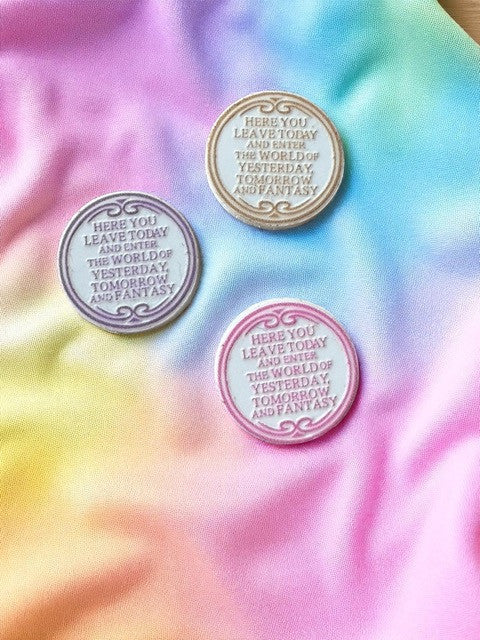 HERE YOU
LEAVE TODAY
AND ENTER
THE WORLD OF
YESTERDAY,
TOMORROW
AND FANTASY
HERE YOU
LEAVE TODAY
AND ENTER
THE WORLD OF
YESTERDAY,
TOMORROW
AND FANTASY
HERE YOU
LEAVE TODAY
AND ENTER
THE WORLD OF
YESTERDAY,
TOMORROW
AND FANTASY